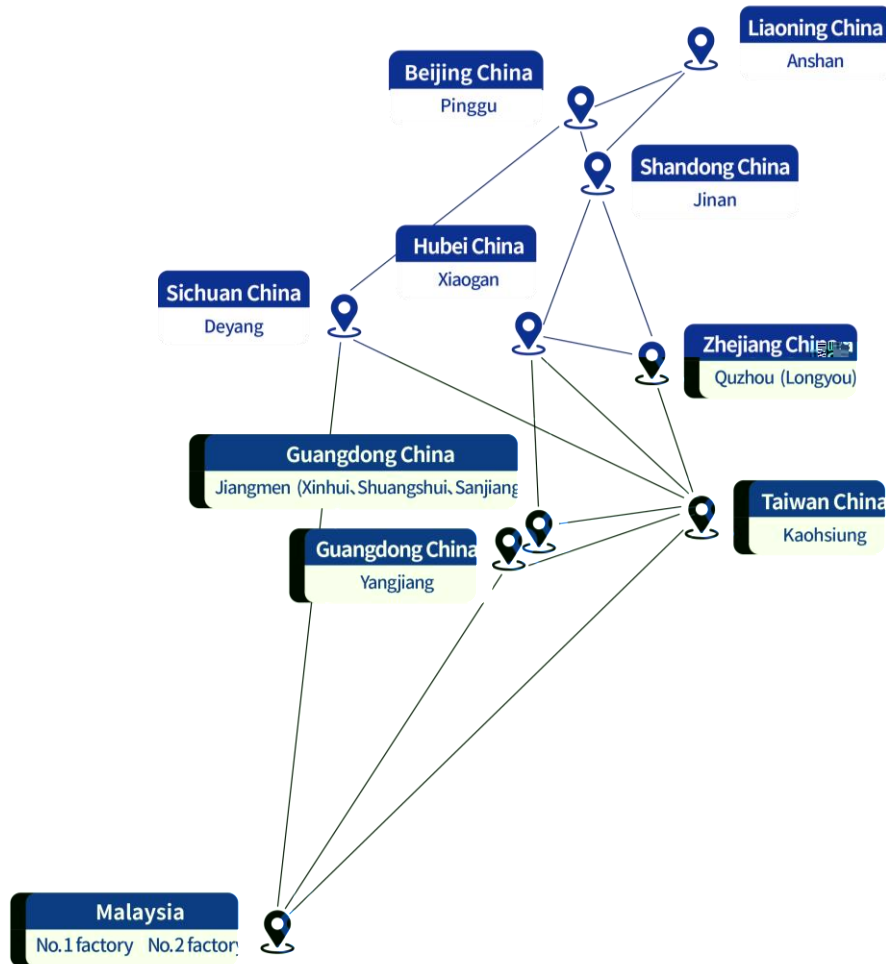 Liaoning China
Anshan
Beijing China
Pinggu
Shandong China
Jinan
Hubei China
Xiaogan
Sichuan China
Deyang
Zhejiang
Quzhou (Longyou)
Guangdong China
Jiangmen (Xinhui、Shuangshui、Sanjiang
Taiwan China
Kaohsiung
Guangdong China
Yangjiang
Malaysia
No.1 factory No.2 factory